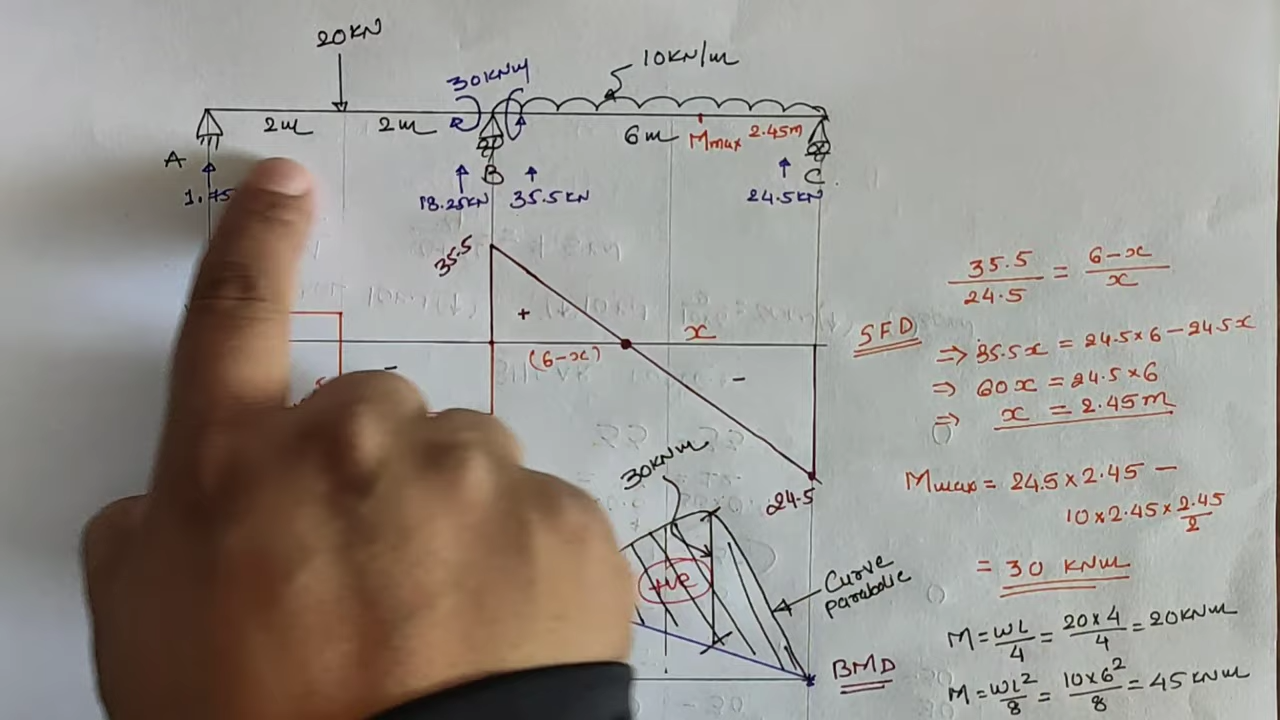 20KN
30KNM
10KN/m
2m
2m
6m
Mmax
2.45m
A
B
C
1.75
18.25KN
35.5KN
24.5KN
35.5
+
(6-x)
x
-
-
24.5
SFD
35.5/24.5 = 6-x/x
⇒ 35.5x = 24.5×6-24.5x
⇒ 60x = 24.5×6
⇒ x = 2.45m
Mmax = 24.5×2.45 -
10×2.45×2.45/2
= 30 KNM
30KNM
+ve
Curve
parabolic
BMD
M = WL/4 = 20×4/4 = 20KNM
M = WL²/8 = 10×6²/8 = 45KNM